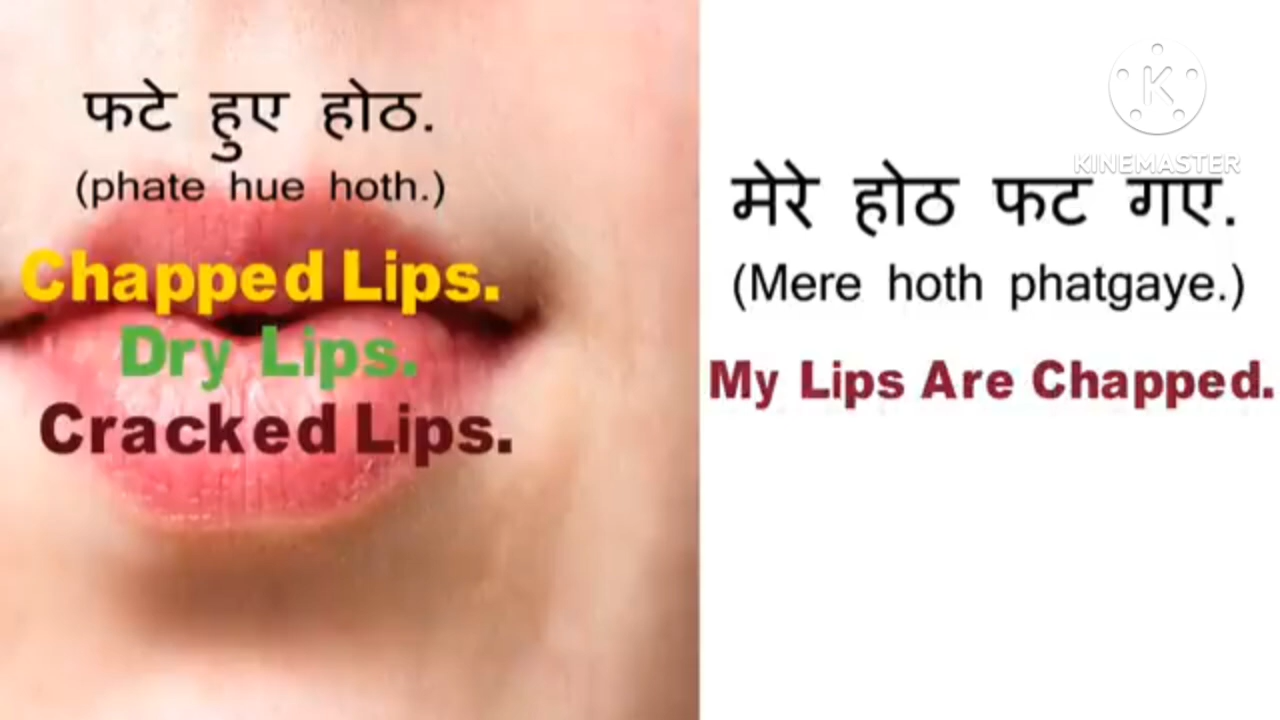 फटे हुए होठ.
(phate hue hoth.)
Chapped Lips.
Dry Lips.
Cracked Lips.
K
KINEMASTER
मेरे होठ फट गए.
(Mere hoth phatgaye.)
My Lips Are Chapped.